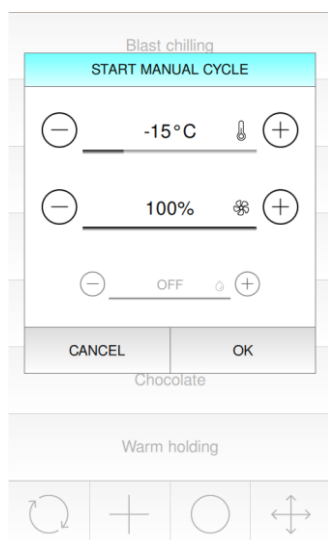 Blast chilling
START MANUAL CYCLE
-15°C
100%
OFF
CANCEL OK
Chocolate
Warm holding